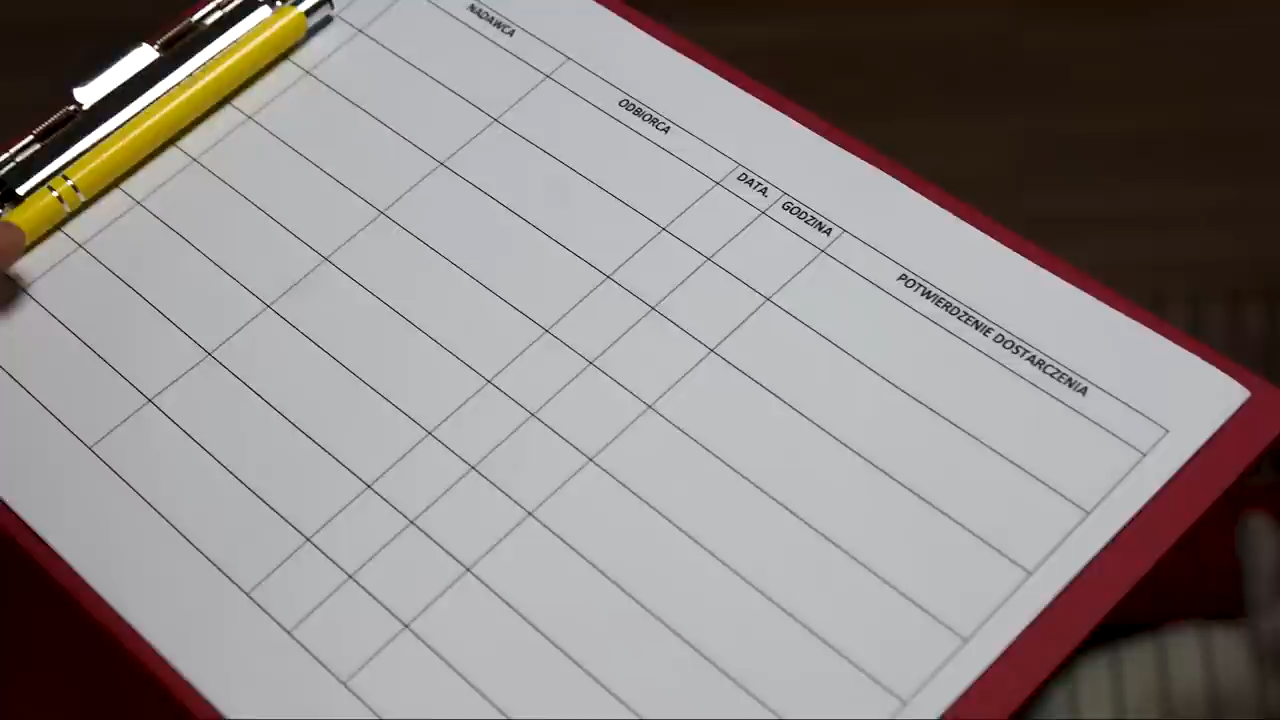 NADAWCA
ODBIORCA
DATA.
GODZINA
POTWIERDZENIE DOSTARCZENIA